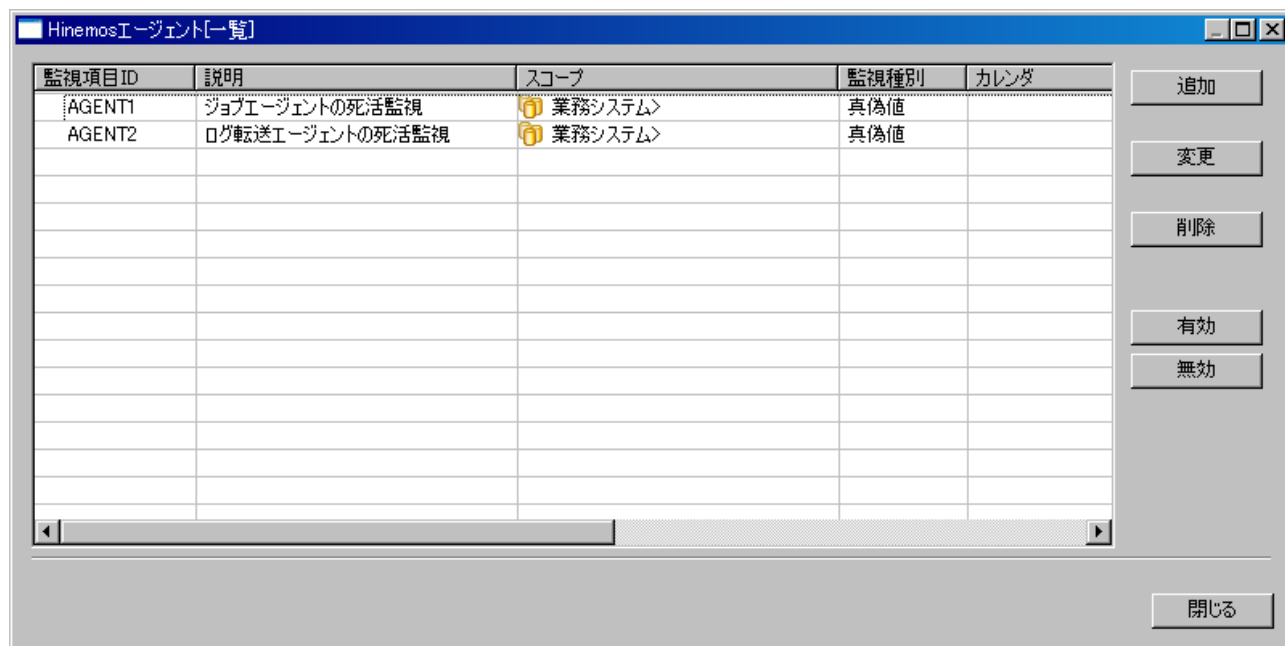 Hinemosエージェント[一覧]
監視項目ID 説明 スコープ 監視種別 カレンダ
AGENT1 ジョブエージェントの死活監視 業務システム> 真偽値
AGENT2 ログ転送エージェントの死活監視 業務システム> 真偽値
追加
変更
削除
有効
無効
閉じる